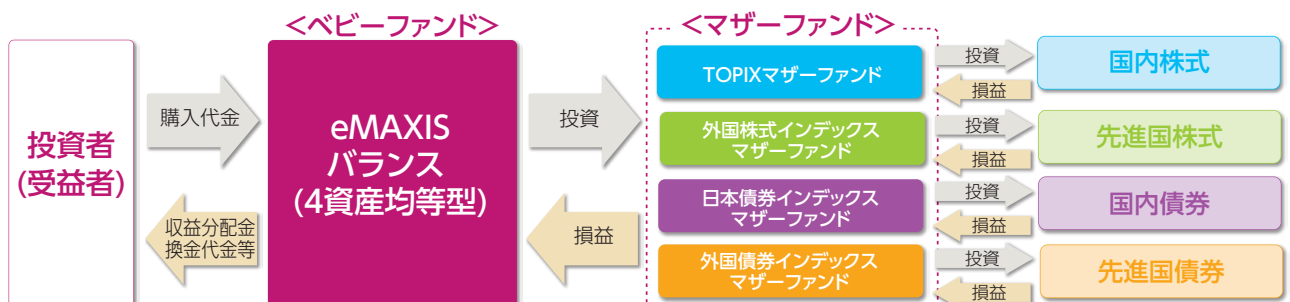 <ベビーファンド>
<マザーファンド>
投資者
(受益者)
購入代金
収益分配金
換金代金等
eMAXIS
バランス
(4資産均等型)
投資
損益
TOPIXマザーファンド
投資
損益
国内株式
外国株式インデックス
マザーファンド
投資
損益
先進国株式
日本債券インデックス
マザーファンド
投資
損益
国内債券
外国債券インデックス
マザーファンド
投資
損益
先進国債券